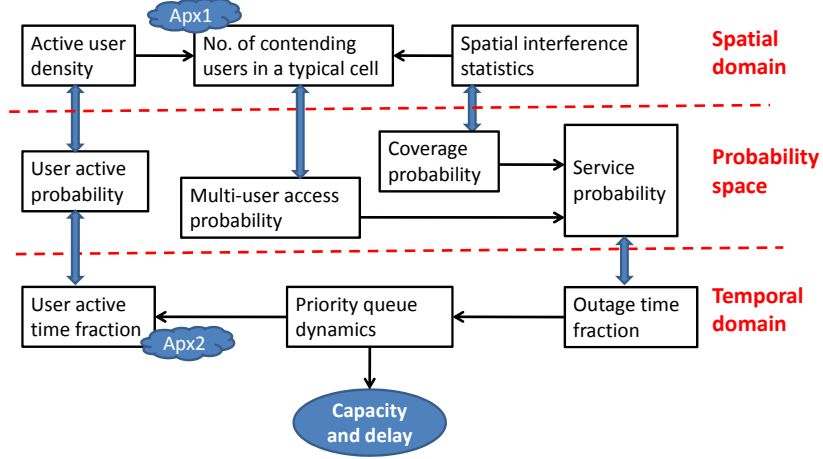 Apx1
Active user
density
No. of contending
users in a typical cell
Spatial interference
statistics
Spatial
domain
User active
probability
Multi-user access
probability
Coverage
probability
Service
probability
Probability
space
User active
time fraction
Apx2
Priority queue
dynamics
Outage time
fraction
Temporal
domain
Capacity
and delay